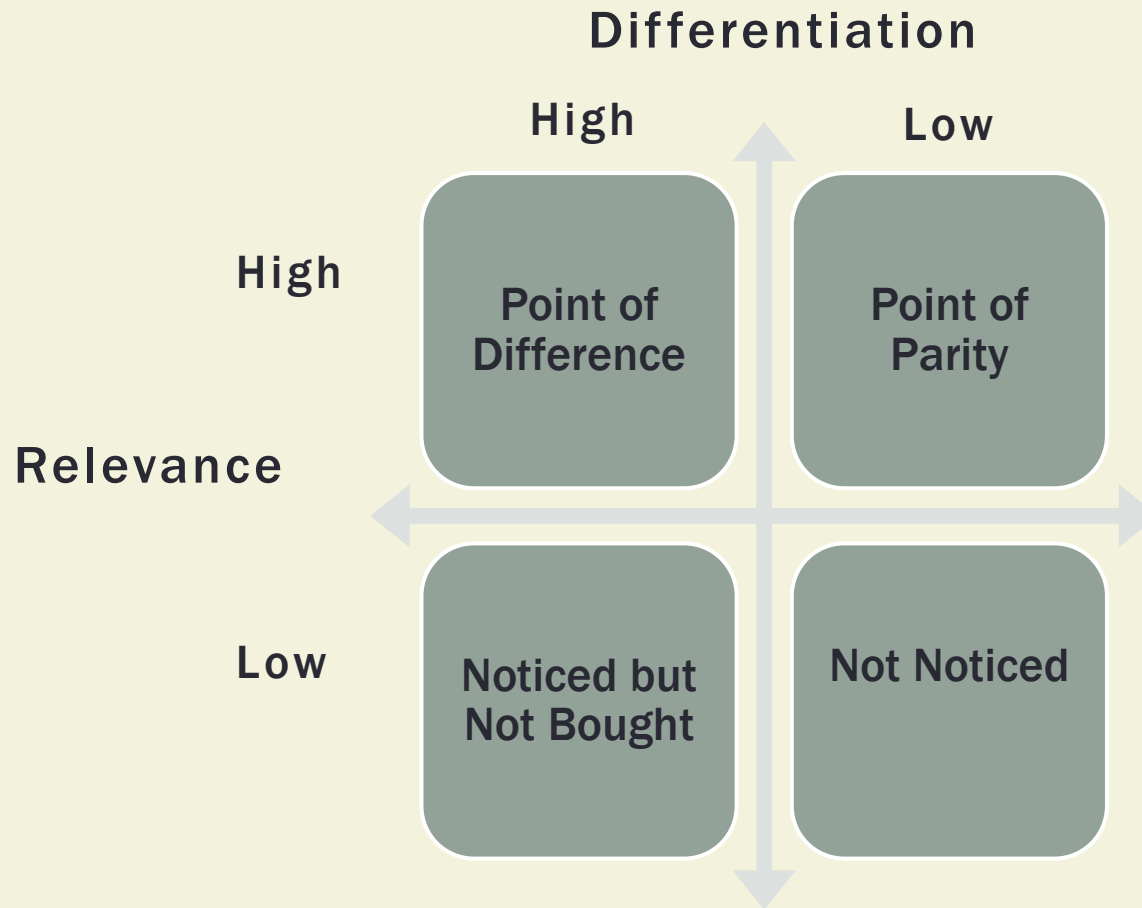 Differentiation
High
Low
High
Point of
Difference
Point of
Parity
Relevance
Low
Noticed but
Not Bought
Not Noticed